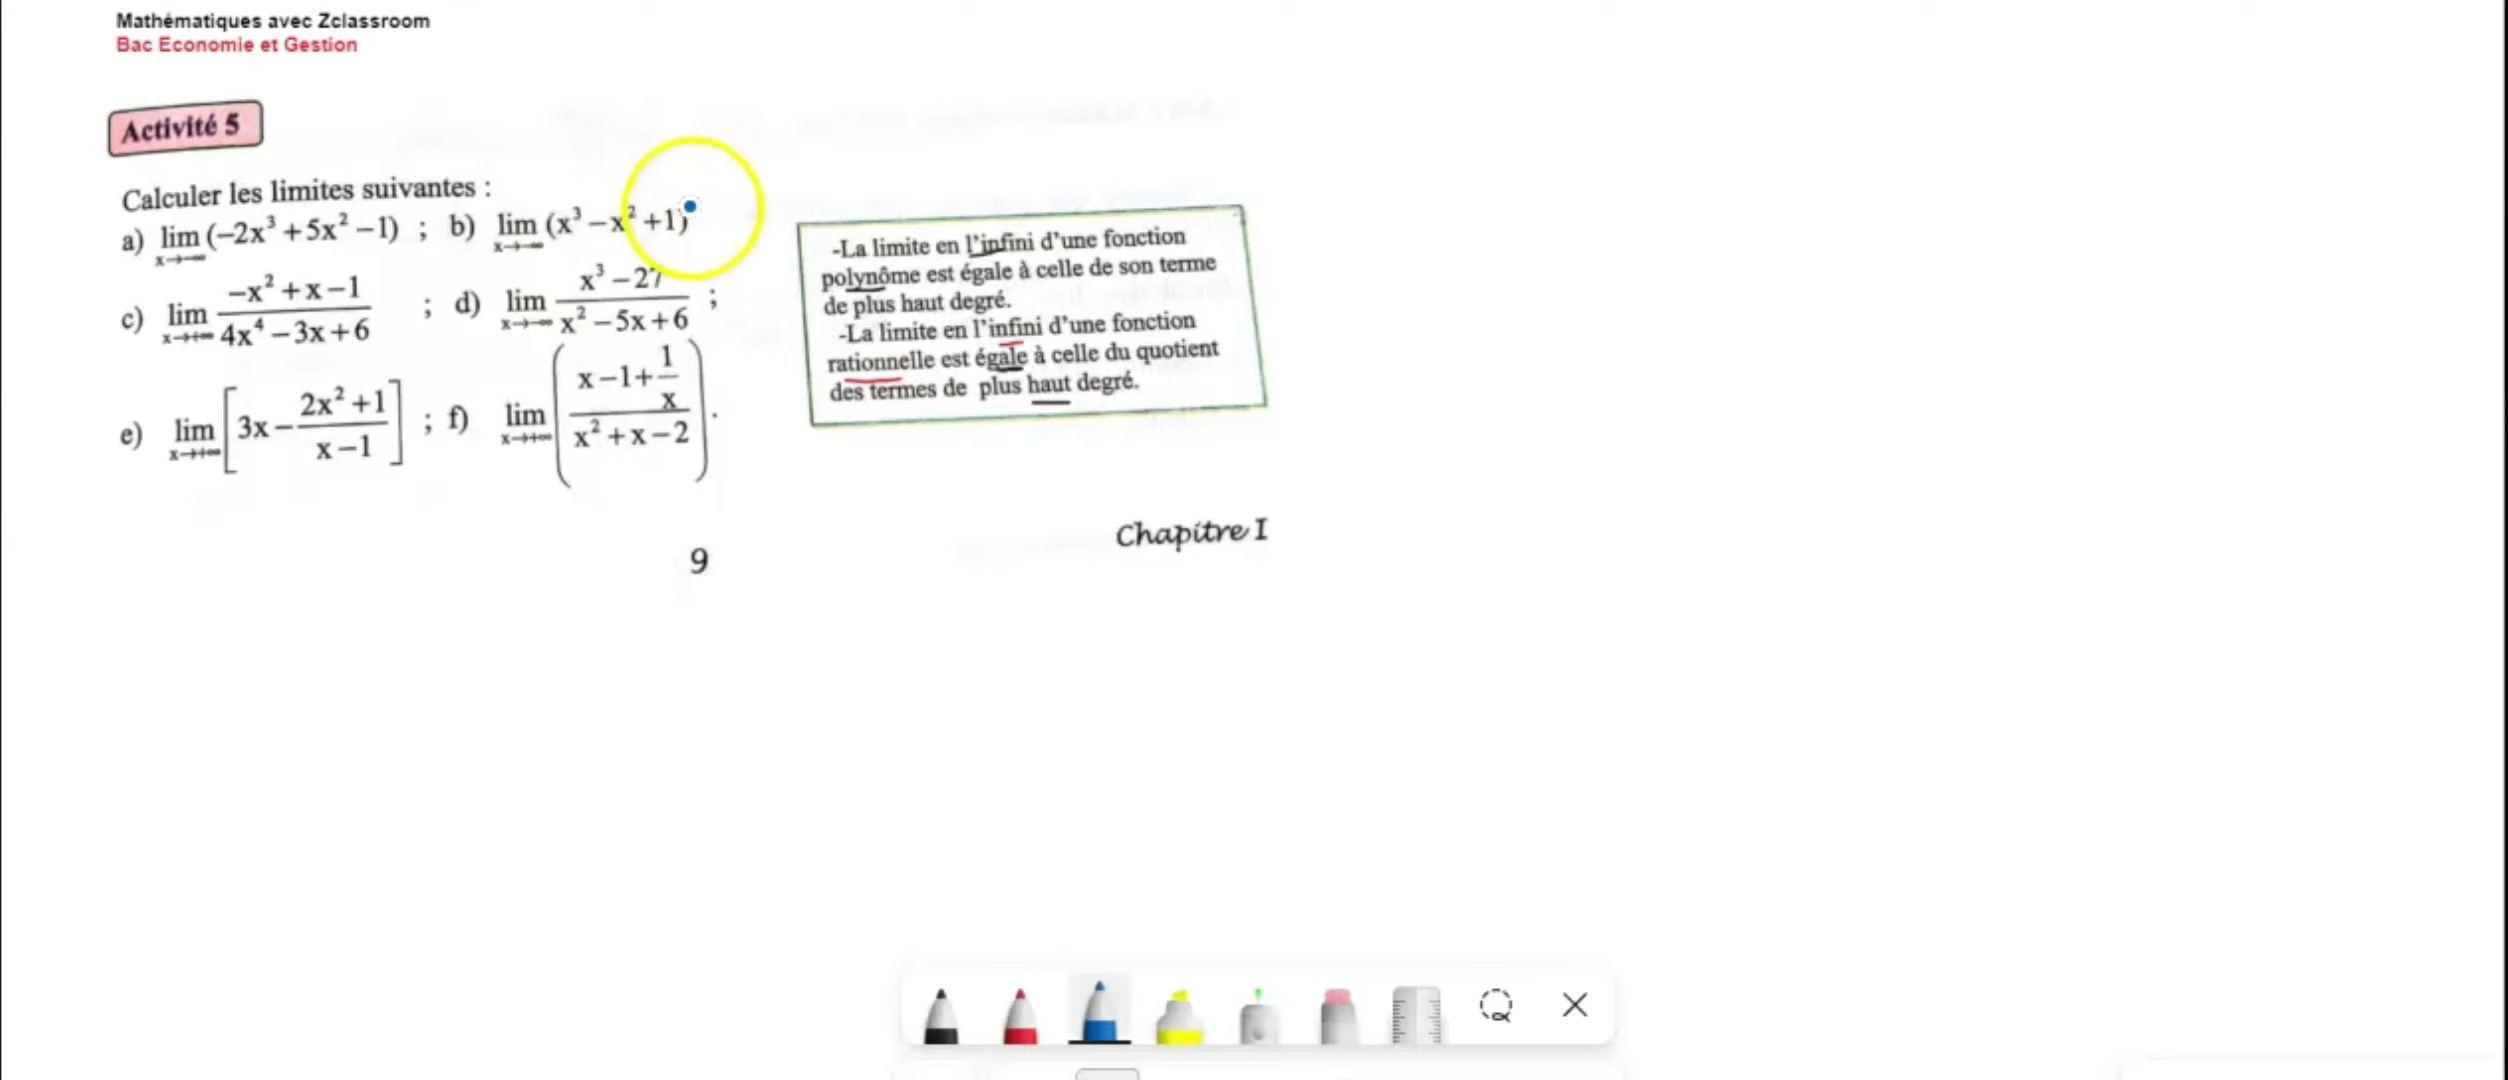 Mathématiques avec Zclassroom
Bac Economie et Gestion
Activité 5
Calculer les limites suivantes :
a) lim x→−∞ (−2x³ + 5x² − 1) ; b) lim x→−∞ (x³ − x² + 1)
c) lim x→+∞ (−x² + x − 1)/(4x⁴ − 3x + 6) ; d) lim x→−∞ (x³ − 27)/(x² − 5x + 6) ;
e) lim x→+∞ [3x − (2x² + 1)/(x − 1)] ; f) lim x→+∞ ((x − 1 + 1/x)/(x² + x − 2)).
-La limite en l'infini d'une fonction
polynôme est égale à celle de son terme
de plus haut degré.
-La limite en l'infini d'une fonction
rationnelle est égale à celle du quotient
des termes de plus haut degré.
9
Chapitre I